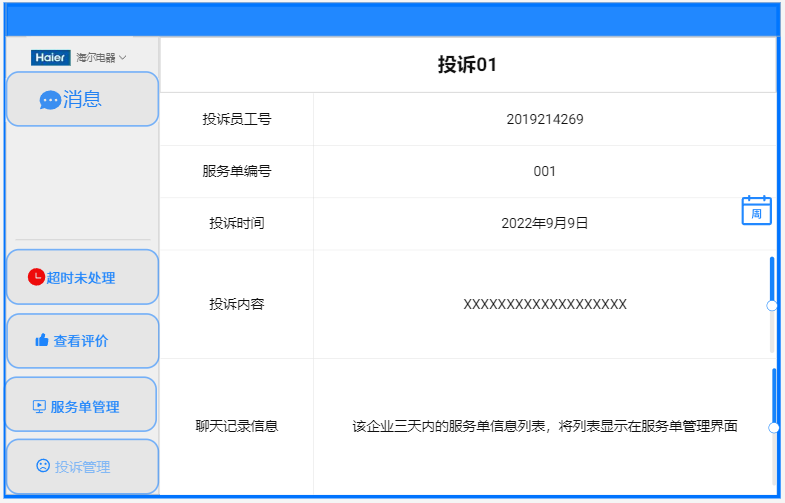 Haier 海尔电器
消息
超时未处理
查看评价
服务单管理
投诉管理
投诉01
投诉员工号 2019214269
服务单编号 001
投诉时间 2022年9月9日
周
投诉内容 XXXXXXXXXXXXXXXXXXX
聊天记录信息 该企业三天内的服务单信息列表，将列表显示在服务单管理界面